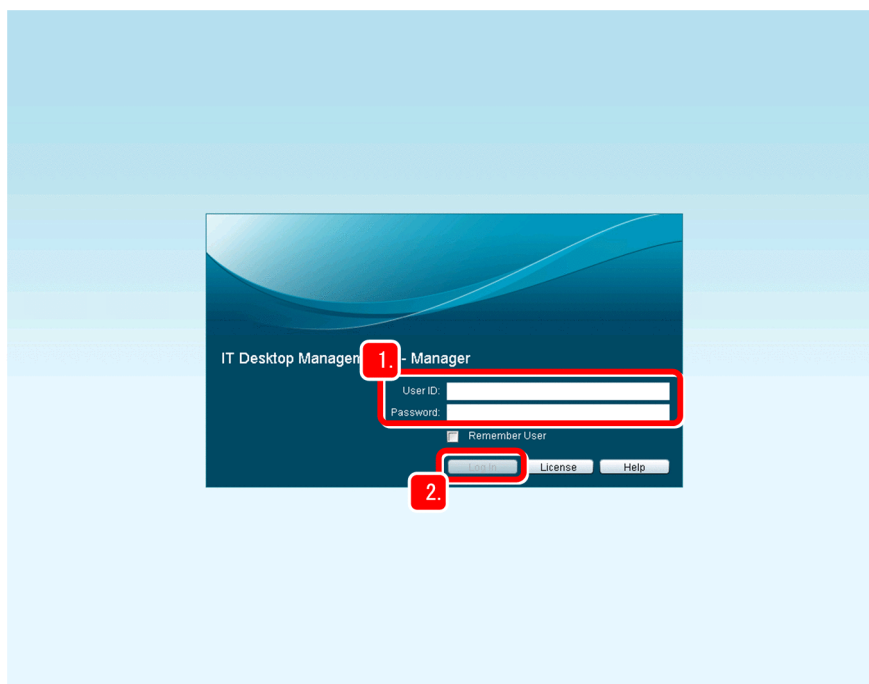 IT Desktop Managem - Manager
1.
User ID:
Password:
Remember User
Log In License Help
2.